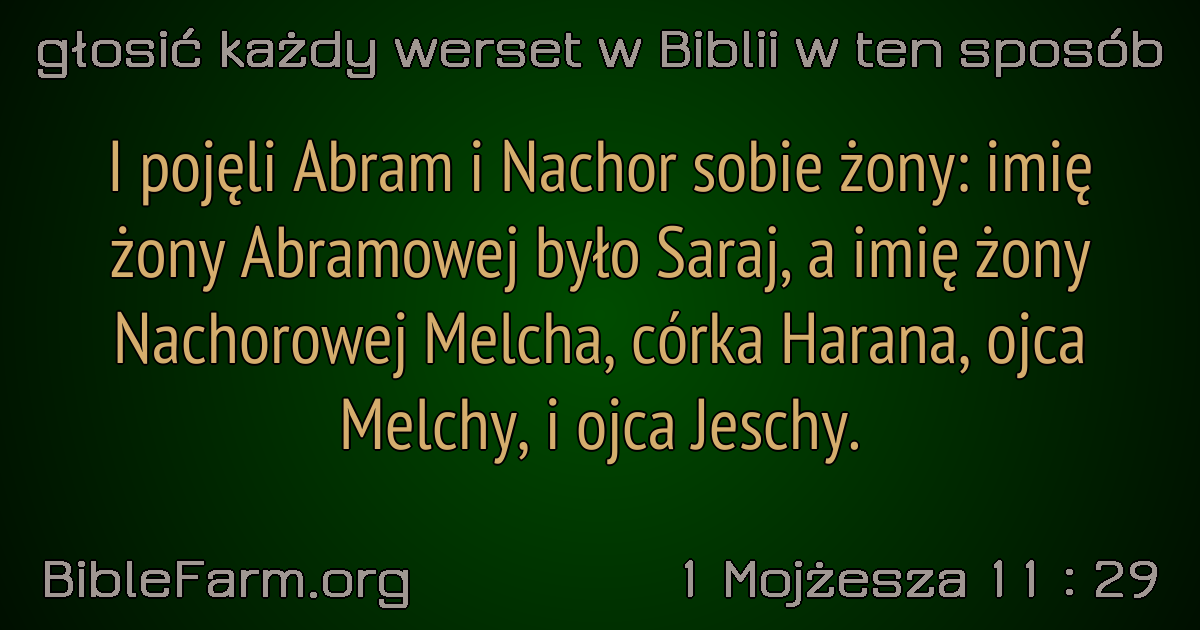 głosić każdy werset w Biblii w ten sposób
I pojęli Abram i Nachor sobie żony: imię
żony Abramowej było Saraj, a imię żony
Nachorowej Melcha, córka Harana, ojca
Melchy, i ojca Jeschy.
BibleFarm.org
1 Mojżesza 11 : 29